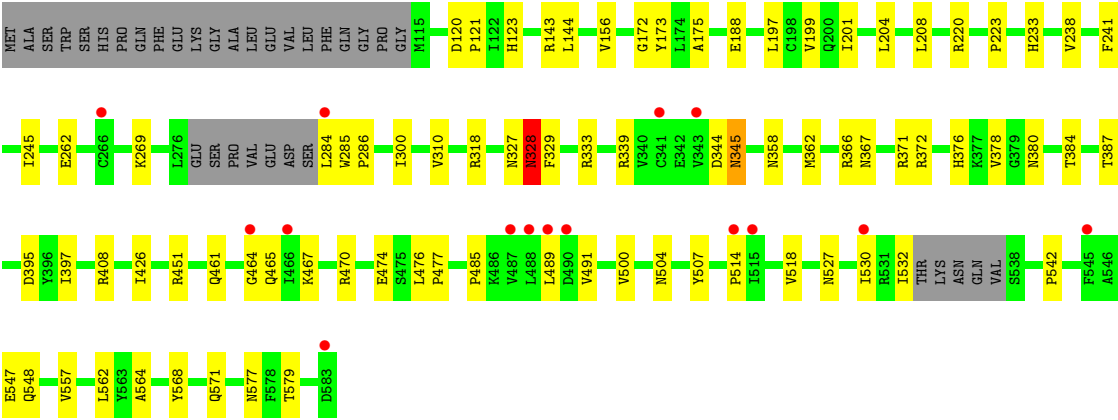 MET ALA SER TRP SER HIS PRO GLN PHE GLU LYS GLY ALA LEU GLU VAL LEU PHE GLN GLY PRO GLY M115 D120 P121 I122 H123 R143 L144 V156 G172 Y173 L174 A175 E188 L197 C198 V199 Q200 I201 L204 L208 R220 P223 H233 V238 F241
I245 E262 C266 K269 L276 GLU SER PRO VAL GLU ASP SER L284 W285 P286 I300 V310 R318 N327 N328 F329 R333 R339 V340 C341 E342 V343 D344 N345 N358 M362 R366 N367 R371 R372 H376 K377 V378 G379 N380 T384 T387
D395 Y396 I397 R408 I426 R451 Q461 G464 Q465 I466 K467 R470 E474 S475 L476 P477 P485 K486 V487 L488 L489 D490 V491 V500 N504 Y507 P514 I515 V518 N527 I530 R531 I532 THR LYS ASN GLN VAL S538 P542 F545 A546
E547 Q548 V557 L562 Y563 A564 Y568 Q571 N577 F578 T579 D583